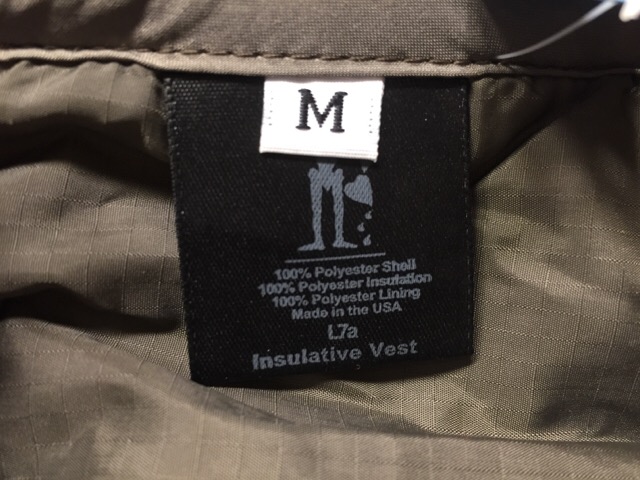 M
100% Polyester Shell
100% Polyester Insulation
100% Polyester Lining
Made in the USA
L7a
Insulative Vest